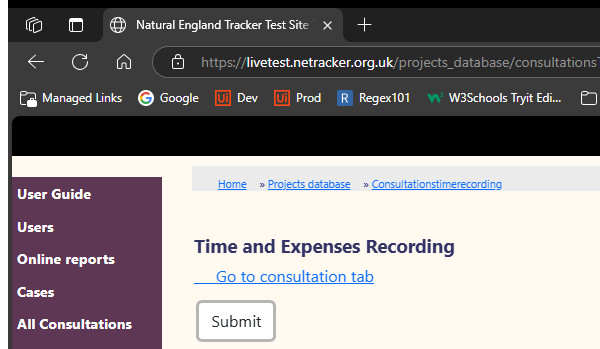 Natural England Tracker Test Site
https://livetest.netracker.org.uk/projects_database/consultations
Managed Links Google Dev Prod Regex101 W3Schools Tryit Edi...
User Guide
Users
Online reports
Cases
All Consultations
Home » Projects database » Consultationstimerecording
Time and Expenses Recording
Go to consultation tab
Submit